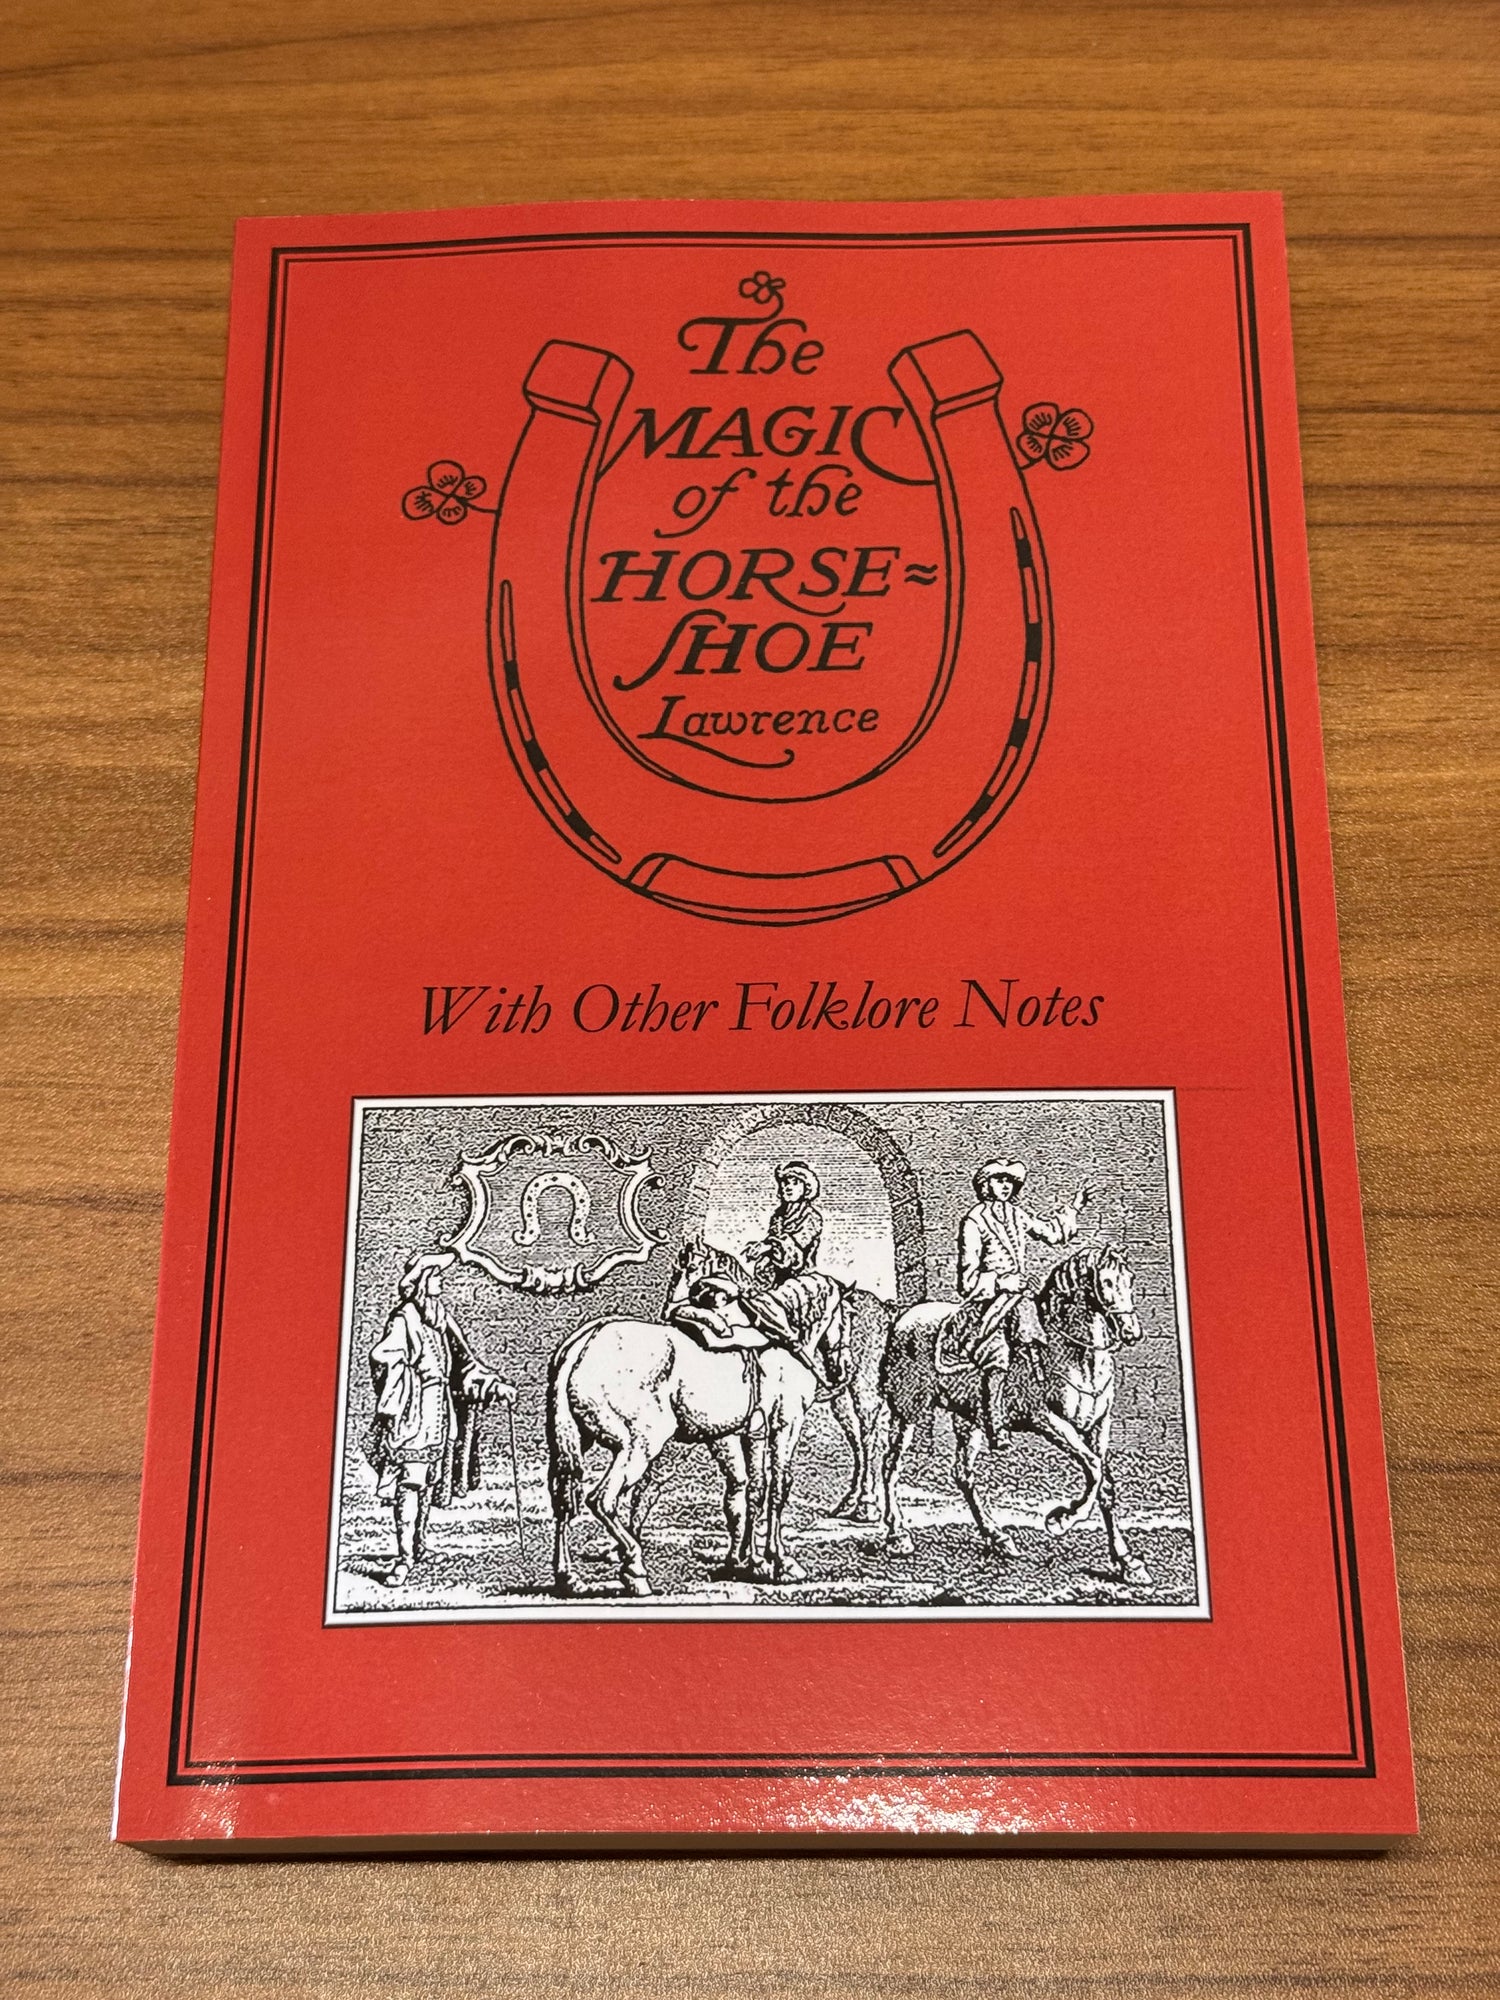 The
MAGIC
of the
HORSE=
SHOE
Lawrence
With Other Folklore Notes